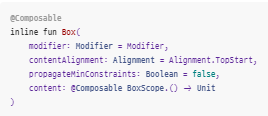 @Composable
inline fun Box(
    modifier: Modifier = Modifier,
    contentAlignment: Alignment = Alignment.TopStart,
    propagateMinConstraints: Boolean = false,
    content: @Composable BoxScope.() → Unit
)